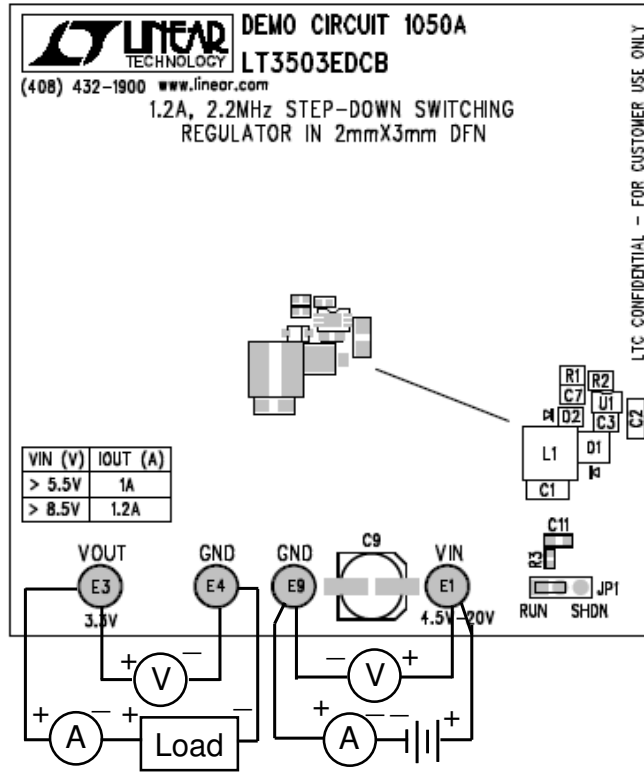 LINEAR
TECHNOLOGY
DEMO CIRCUIT 1050A
LT3503EDCB
(408) 432-1900 www.linear.com
1.2A, 2.2MHz STEP-DOWN SWITCHING
REGULATOR IN 2mmX3mm DFN
LTC CONFIDENTIAL - FOR CUSTOMER USE ONLY
R1 R2
C7 U1
D2 C3 C2
L1 D1
C1
VIN (V) IOUT (A)
> 5.5V 1A
> 8.5V 1.2A
C11
R3
JP1
RUN SHDN
VOUT GND GND C9 VIN
E3 E4 E9 E1
3.3V 4.5V-20V
+ V − − V +
+ A − + Load − + A − − +